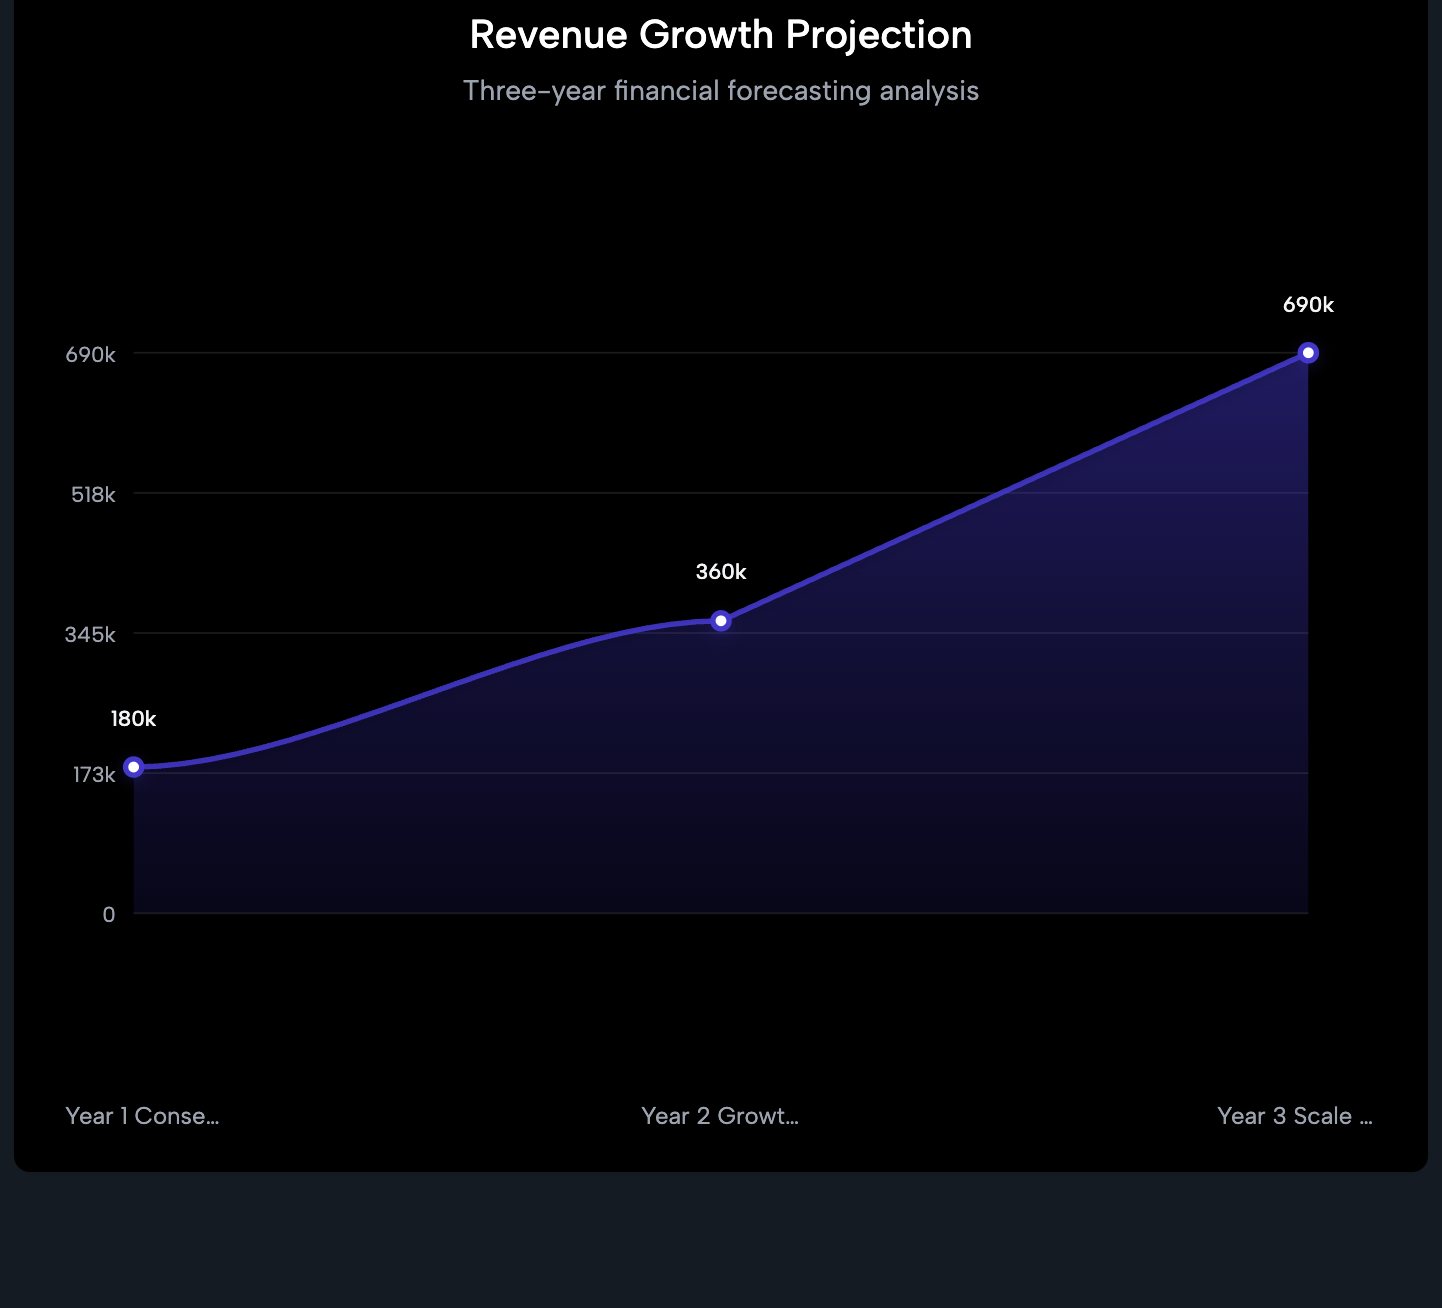 Revenue Growth Projection
Three-year financial forecasting analysis
690k
690k
518k
360k
345k
180k
173k
0
Year 1 Conse...
Year 2 Growt...
Year 3 Scale ...